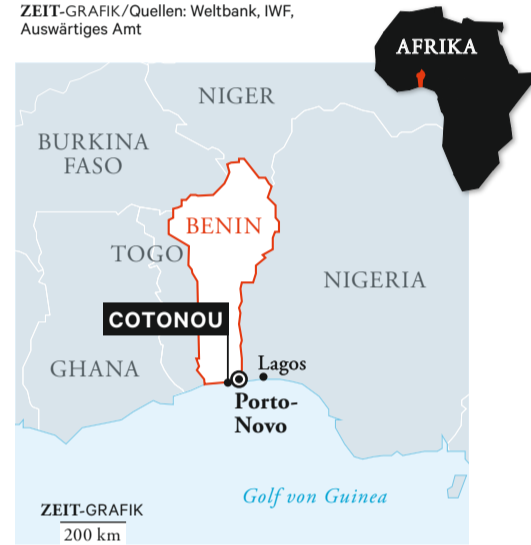 ZEIT-GRAFIK/Quellen: Weltbank, IWF,
Auswärtiges Amt
AFRIKA
NIGER
BURKINA
FASO
BENIN
TOGO
NIGERIA
COTONOU
GHANA
Lagos
Porto-
Novo
Golf von Guinea
ZEIT-GRAFIK
200 km